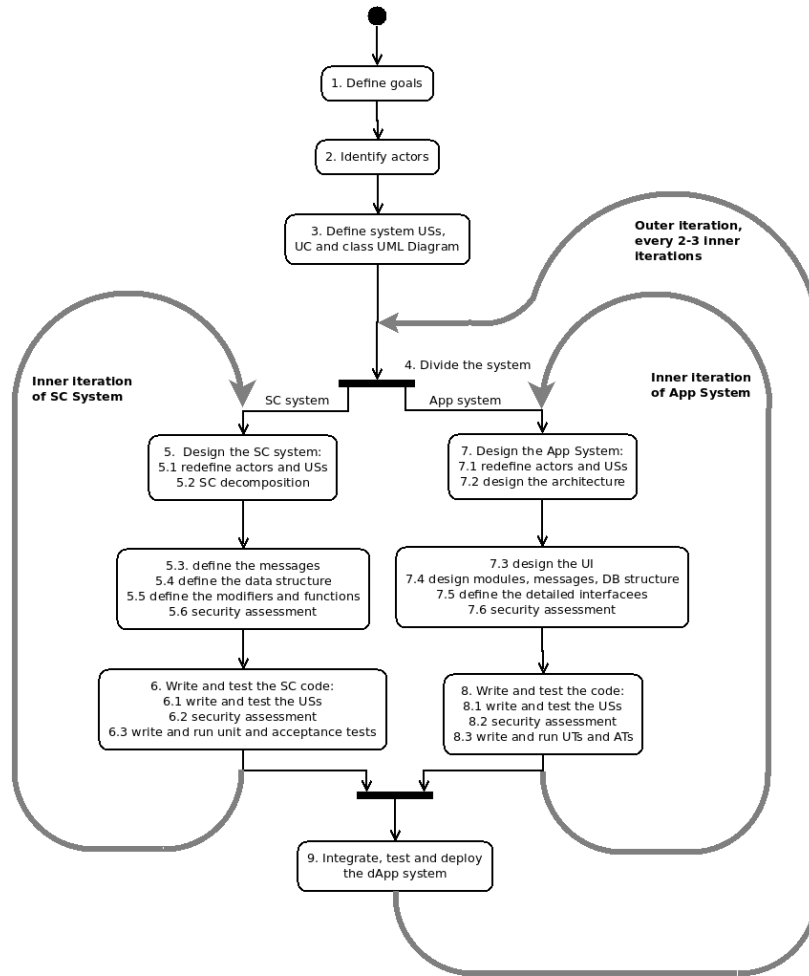 1. Define goals
2. Identify actors
3. Define system USs,
UC and class UML Diagram
Outer iteration,
every 2-3 inner
iterations
4. Divide the system
Inner iteration
of SC System
SC system
App system
Inner iteration
of App System
5.  Design the SC system:
5.1 redefine actors and USs
5.2 SC decomposition
7. Design the App System:
7.1 redefine actors and USs
7.2 design the architecture
5.3. define the messages
5.4 define the data structure
5.5 define the modifiers and functions
5.6 security assessment
7.3 design the UI
7.4 design modules, messages, DB structure
7.5 define the detailed interfacees
7.6 security assessment
6. Write and test the SC code:
6.1 write and test the USs
6.2 security assessment
6.3 write and run unit and acceptance tests
8. Write and test the code:
8.1 write and test the USs
8.2 security assessment
8.3 write and run UTs and ATs
9. Integrate, test and deploy
the dApp system